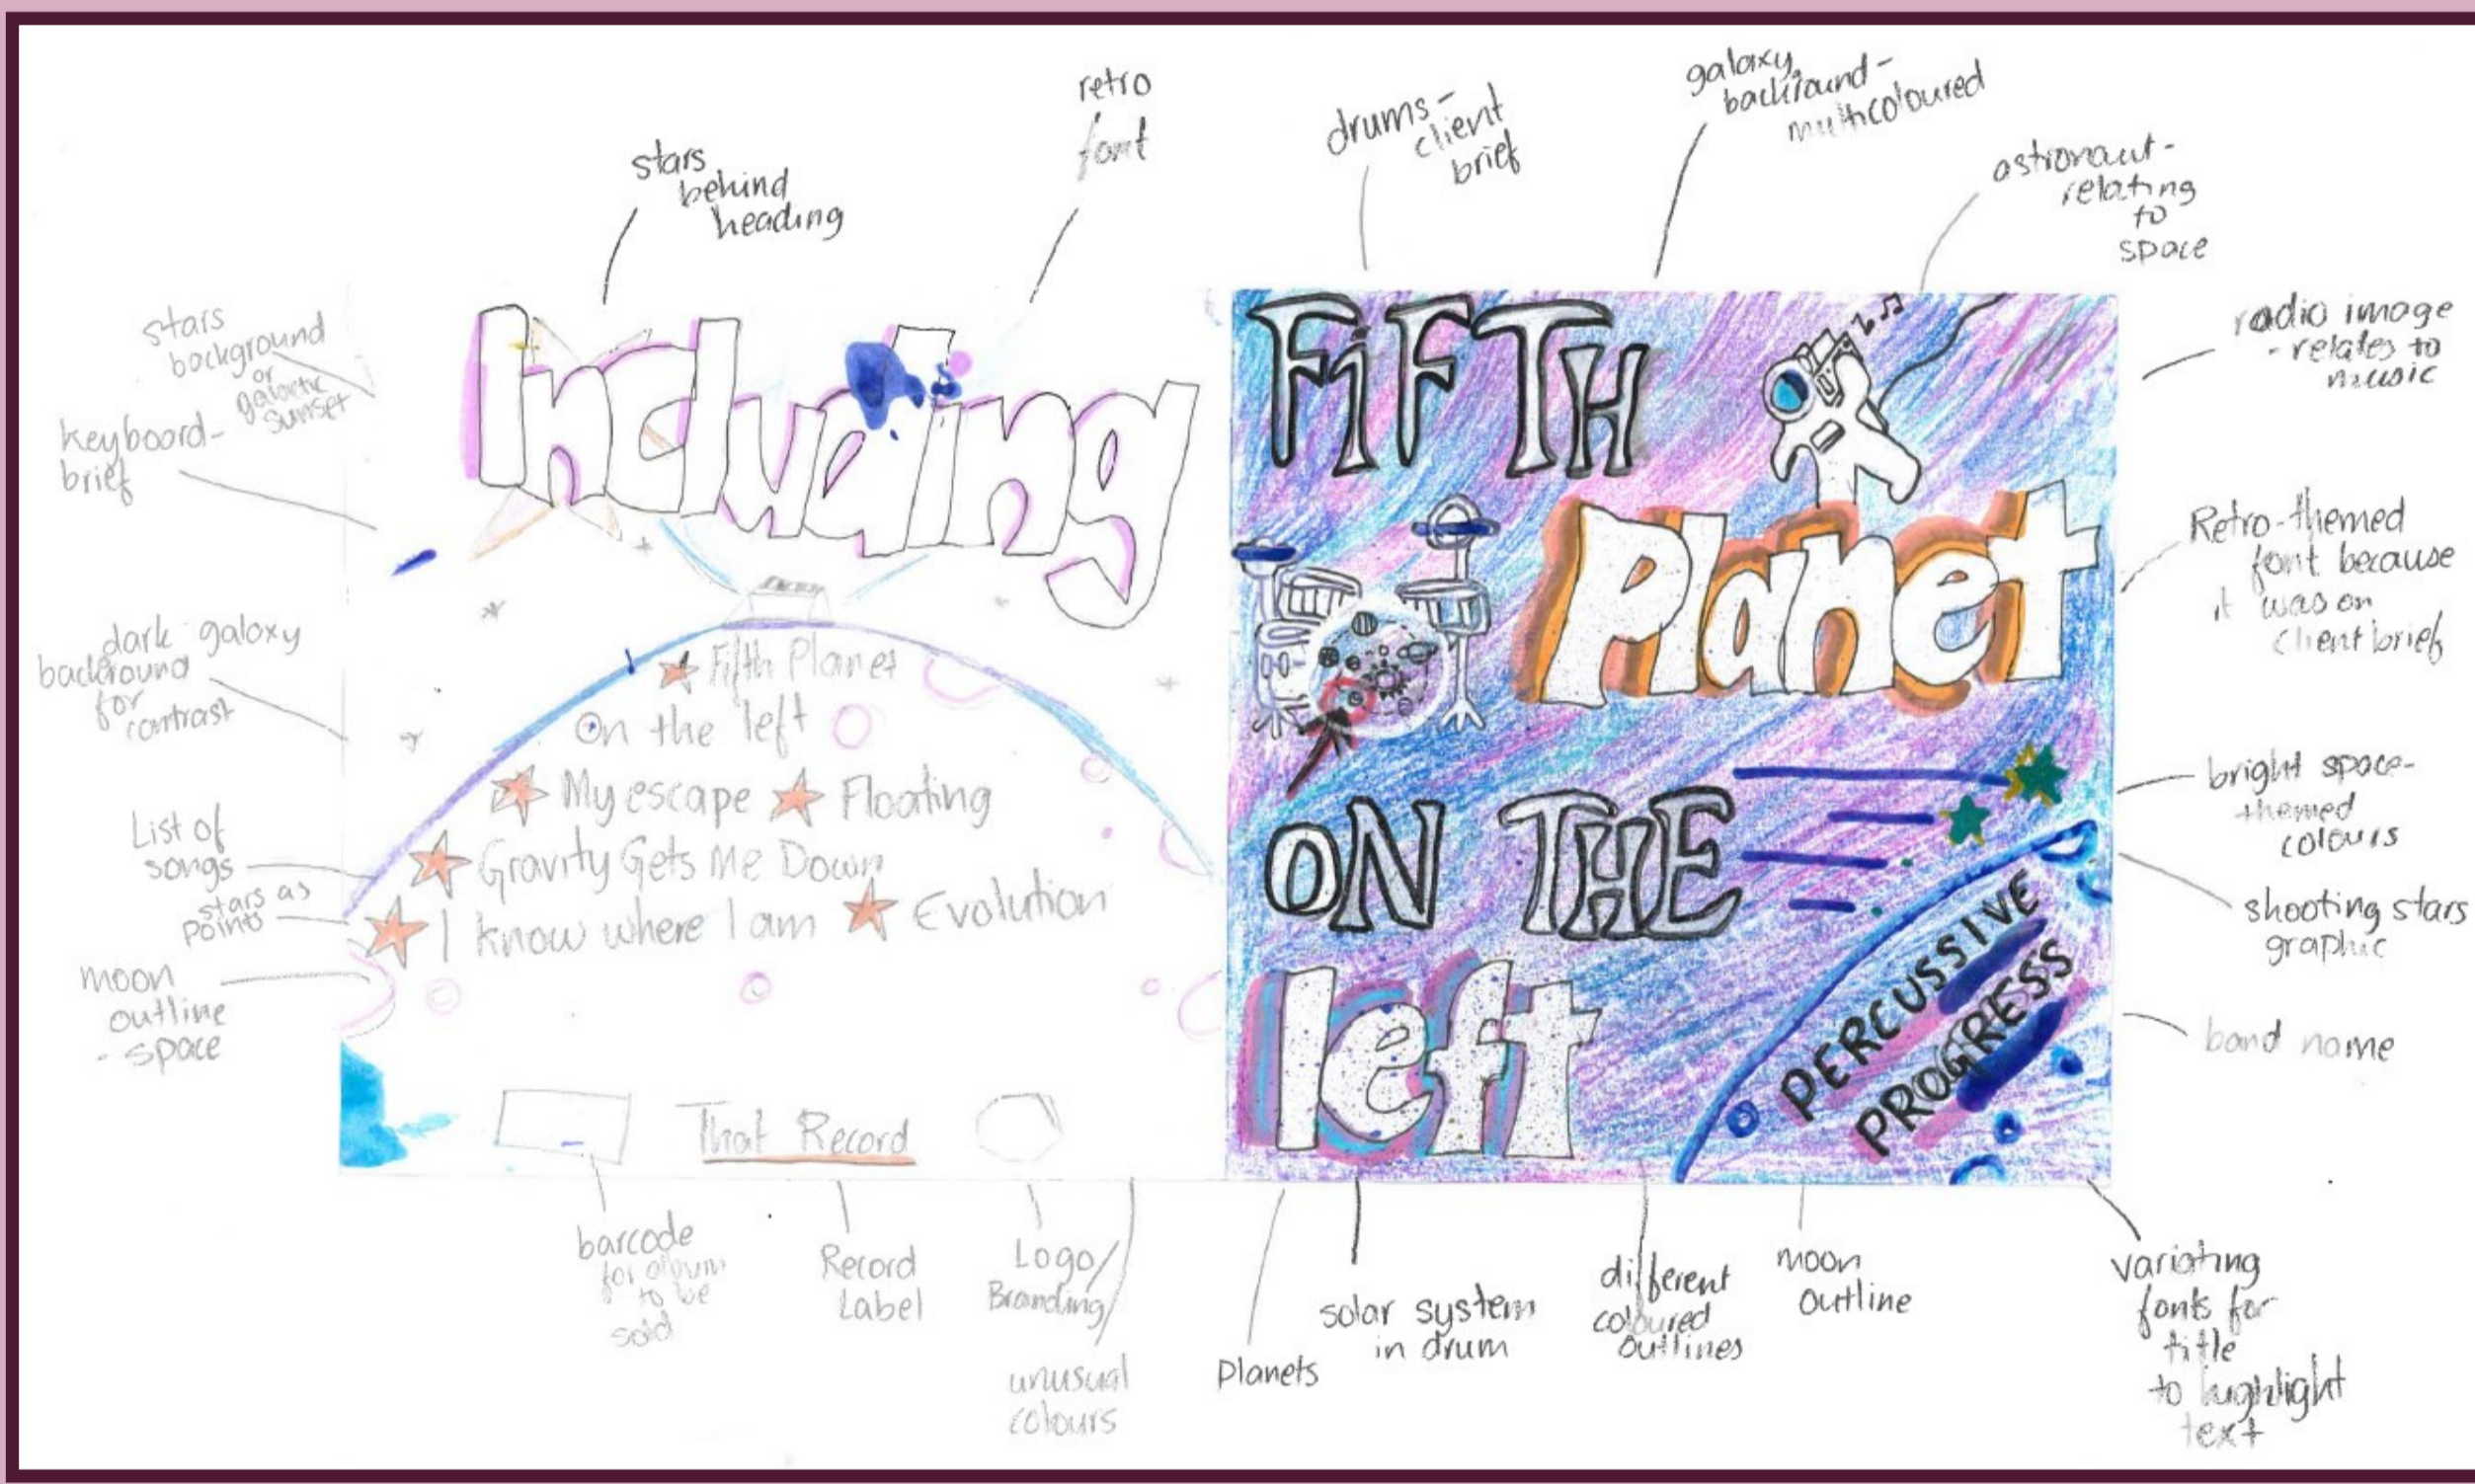 retro
font
stars
behind
heading
stars
background
or
galactic
sunset
keyboard-
brief
dark galaxy
backround
for
contrast
List of
songs
stars as
points
moon
outline
- space
Including
Fifth Planet
On the left
My escape
Floating
Gravity Gets Me Down
I know where I am
Evolution
That Record
barcode
for album
to be
sold
Record
Label
Logo/
Branding/
unusual
colours
drums-
client
brief
galaxy
backround-
multicoloured
astronaut-
relating
to
space
FiFTH
Planet
ON THE
left
PERCUSSIVE
PROGRESS
radio image
- relates to
music
Retro-themed
font because
it was on
client brief
bright space-
themed
colours
shooting stars
graphic
band name
Planets
solar system
in drum
different
coloured
outlines
moon
outline
variating
fonts for
title
to highlight
text